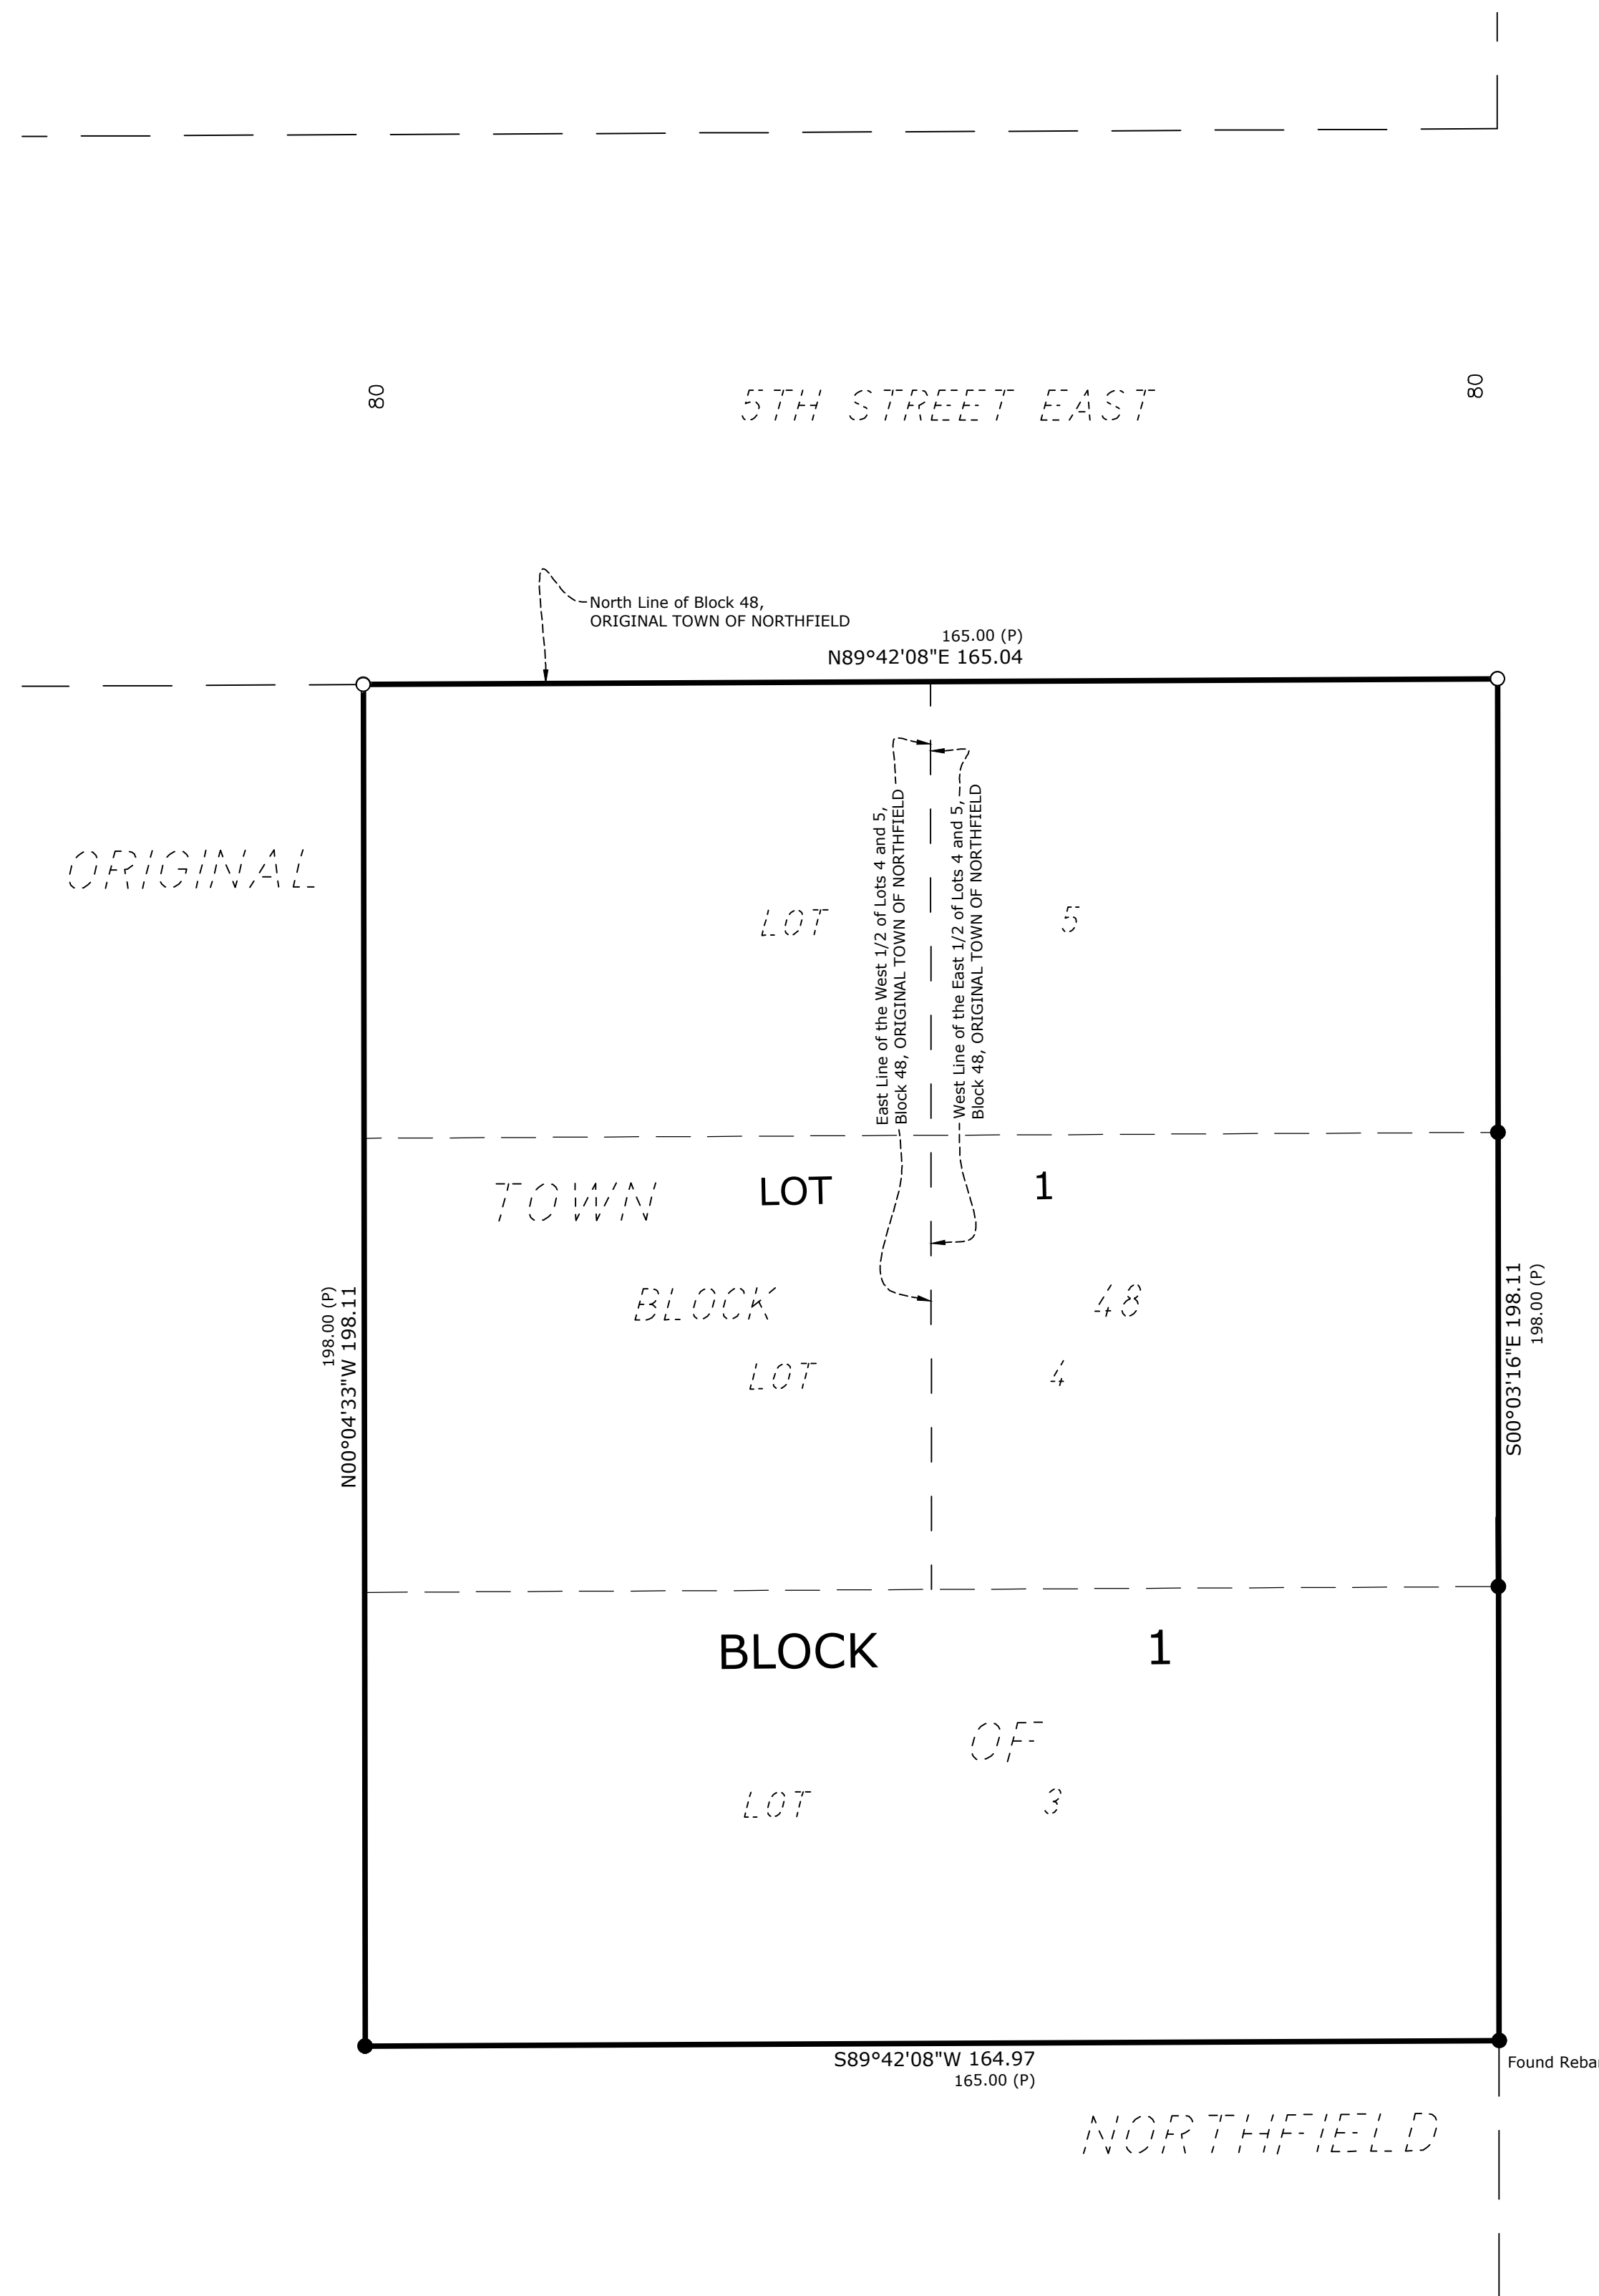 80
80
5TH STREET EAST
North Line of Block 48,
ORIGINAL TOWN OF NORTHFIELD
165.00 (P)
N89°42'08"E 165.04
ORIGINAL
LOT 5
East Line of the West 1/2 of Lots 4 and 5,
Block 48, ORIGINAL TOWN OF NORTHFIELD
West Line of the East 1/2 of Lots 4 and 5,
Block 48, ORIGINAL TOWN OF NORTHFIELD
TOWN
LOT 1
BLOCK 48
LOT 4
198.00 (P)
N00°04'33"W 198.11
S00°03'16"E 198.11
198.00 (P)
BLOCK 1
OF
LOT 3
S89°42'08"W 164.97
165.00 (P)
Found
NORTHFIELD